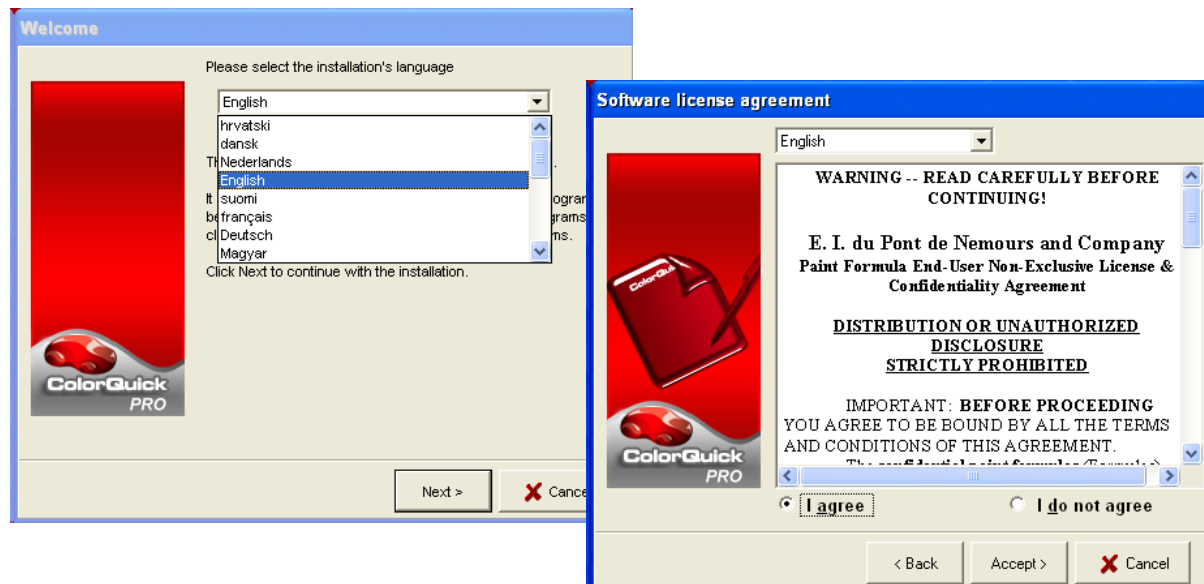 Welcome
Please select the installation's language
English
hrvatski
dansk
Nederlands
English
suomi
français
Deutsch
Magyar
Click Next to continue with the installation.
ColorQuick
PRO
Next >
Software license agreement
English
WARNING -- READ CAREFULLY BEFORE
CONTINUING!
E. I. du Pont de Nemours and Company
Paint Formula End-User Non-Exclusive License &
Confidentiality Agreement
DISTRIBUTION OR UNAUTHORIZED
DISCLOSURE
STRICTLY PROHIBITED
IMPORTANT: BEFORE PROCEEDING
YOU AGREE TO BE BOUND BY ALL THE TERMS
AND CONDITIONS OF THIS AGREEMENT.
ColorQuick
PRO
I agree
I do not agree
< Back
Accept >
Cancel